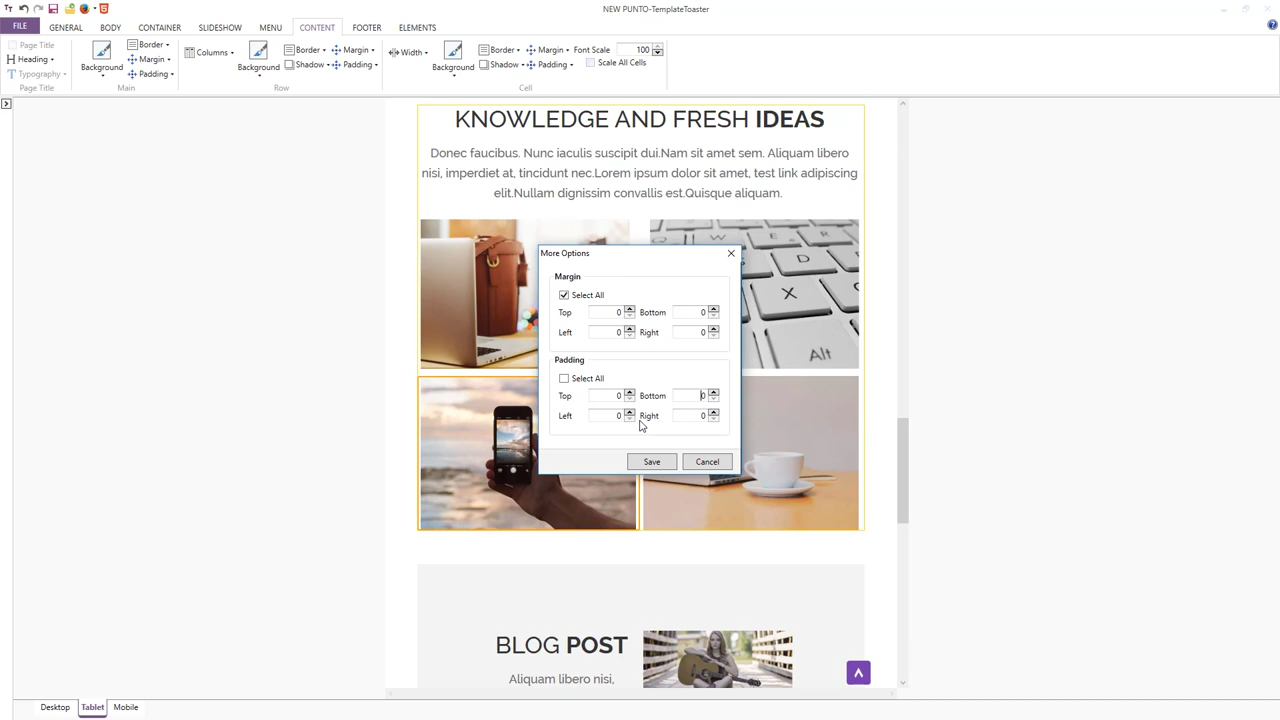 NEW PUNTO-TemplateToaster
FILE
GENERAL
BODY
CONTAINER
SLIDESHOW
MENU
CONTENT
FOOTER
ELEMENTS
Page Title
Heading
Typography
Page Title
Background
Border
Margin
Padding
Main
Columns
Background
Border
Margin
Shadow
Padding
Row
Width
Background
Border
Margin
Shadow
Padding
Font Scale 100
Scale All Cells
Cell
KNOWLEDGE AND FRESH IDEAS
Donec faucibus. Nunc iaculis suscipit dui.Nam sit amet sem. Aliquam libero
nisi, imperdiet at, tincidunt nec.Lorem ipsum dolor sit amet, test link adipiscing
elit.Nullam dignissim convallis est.Quisque aliquam.
D
X
Alt
More Options
Margin
Select All
Top 0 Bottom 0
Left 0 Right 0
Padding
Select All
Top 0 Bottom 0
Left 0 Right 0
Save Cancel
BLOG POST
Aliquam libero nisi,
Desktop Tablet Mobile